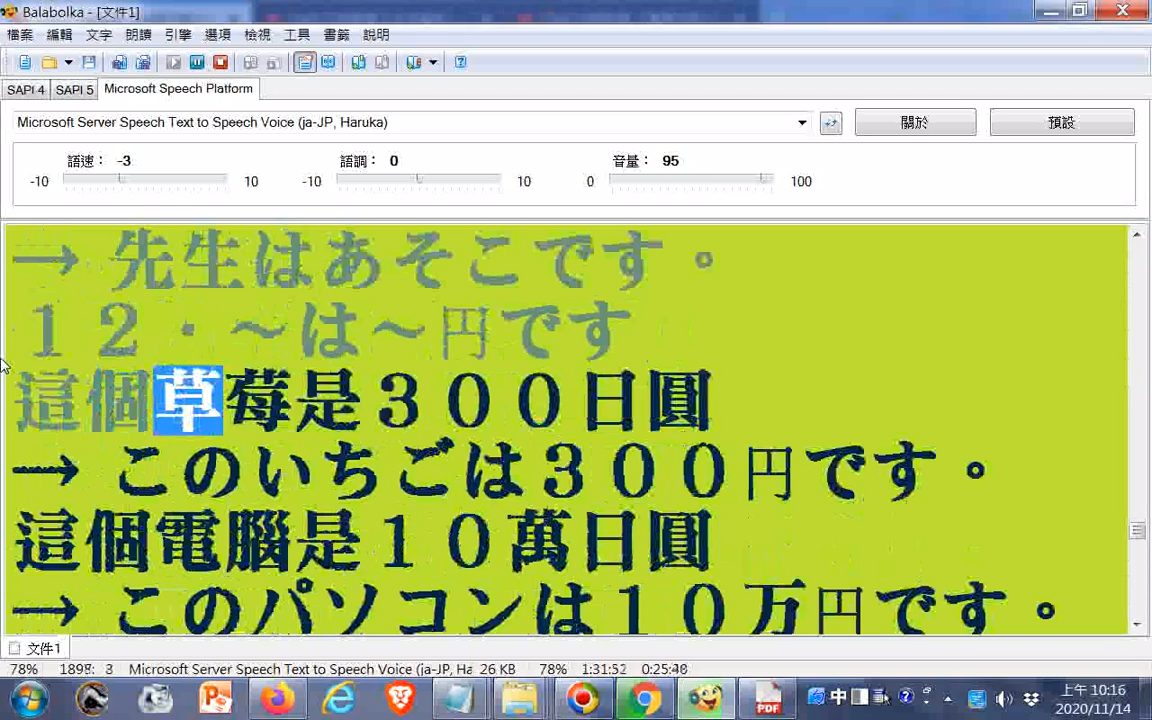 Balabolka - [文件1]
檔案 編輯 文字 朗讀 引擎 選項 檢視 工具 書籤 說明
SAPI 4 SAPI 5 Microsoft Speech Platform
Microsoft Server Speech Text to Speech Voice (ja-JP, Haruka) 關於 預設
語速： -3 語調： 0 音量： 95
-10 10 -10 10 0 100
→ 先生はあそこです。
１２．～は～円です
這個草莓是３００日圓
→ このいちごは３００円です。
這個電腦是１０萬日圓
→ このパソコンは１０万円です。
文件1
78% 189: 3 Microsoft Server Speech Text to Speech Voice (ja-JP, Ha 26 KB 78% 1:31:52 0:25:48
中 上午 10:16
PDF 2020/11/14